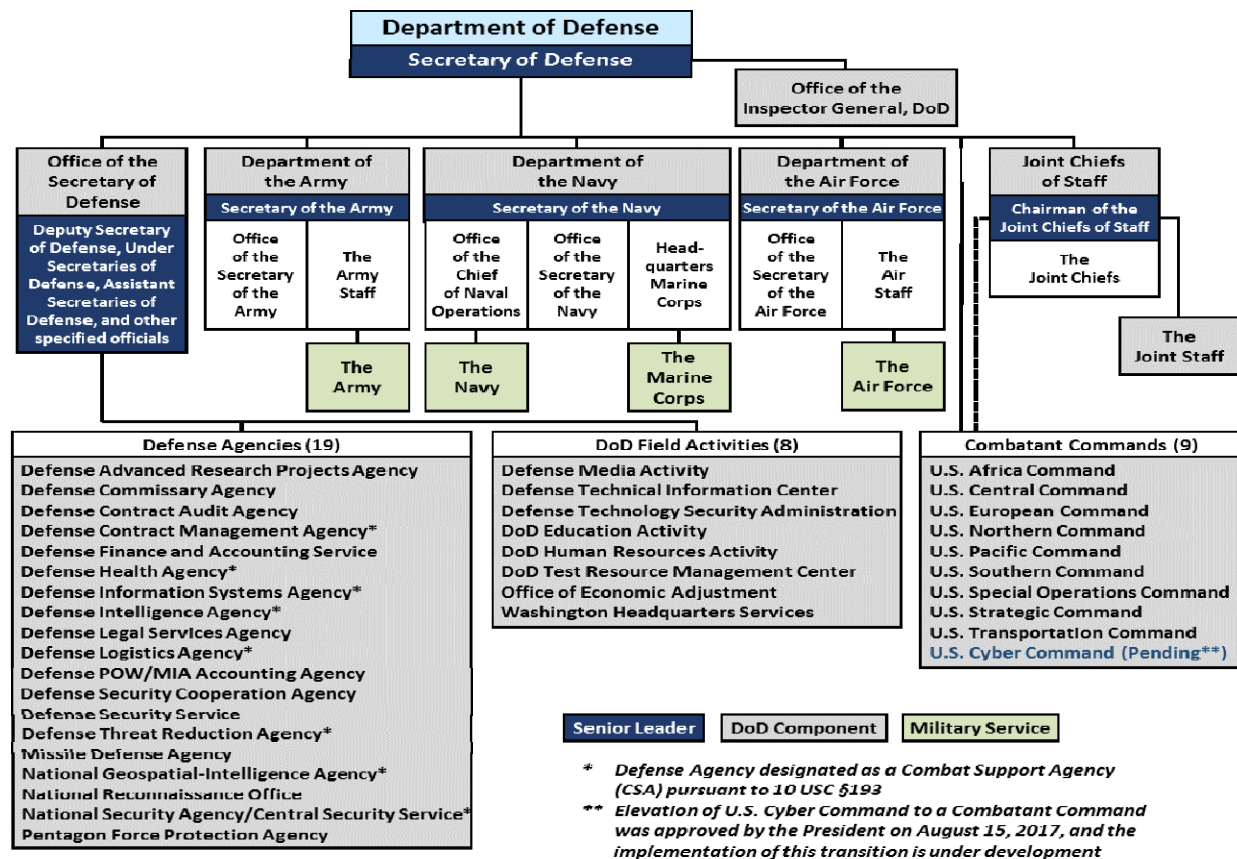 Department of Defense
Secretary of Defense
Office of the
Inspector General, DoD
Office of the
Secretary of
Defense
Deputy Secretary
of Defense, Under
Secretaries of
Defense, Assistant
Secretaries of
Defense, and other
specified officials
Department of
the Army
Secretary of the Army
Office
of the
Secretary
of the
Army
The
Army
Staff
The
Army
Department of
the Navy
Secretary of the Navy
Office
of the
Chief
of Naval
Operations
Office
of the
Secretary
of the
Navy
Head-
quarters
Marine
Corps
The
Navy
The
Marine
Corps
Department of
the Air Force
Secretary of the Air Force
Office
of the
Secretary
of the
Air Force
The
Air
Staff
The
Air Force
Joint Chiefs
of Staff
Chairman of the
Joint Chiefs of Staff
The
Joint Chiefs
The
Joint Staff
Defense Agencies (19)
Defense Advanced Research Projects Agency
Defense Commissary Agency
Defense Contract Audit Agency
Defense Contract Management Agency*
Defense Finance and Accounting Service
Defense Health Agency*
Defense Information Systems Agency*
Defense Intelligence Agency*
Defense Legal Services Agency
Defense Logistics Agency*
Defense POW/MIA Accounting Agency
Defense Security Cooperation Agency
Defense Security Service
Defense Threat Reduction Agency*
Missile Defense Agency
National Geospatial-Intelligence Agency*
National Reconnaissance Office
National Security Agency/Central Security Service*
Pentagon Force Protection Agency
DoD Field Activities (8)
Defense Media Activity
Defense Technical Information Center
Defense Technology Security Administration
DoD Education Activity
DoD Human Resources Activity
DoD Test Resource Management Center
Office of Economic Adjustment
Washington Headquarters Services
Combatant Commands (9)
U.S. Africa Command
U.S. Central Command
U.S. European Command
U.S. Northern Command
U.S. Pacific Command
U.S. Southern Command
U.S. Special Operations Command
U.S. Strategic Command
U.S. Transportation Command
U.S. Cyber Command (Pending**)
Senior Leader
DoD Component
Military Service
* Defense Agency designated as a Combat Support Agency
(CSA) pursuant to 10 USC §193
** Elevation of U.S. Cyber Command to a Combatant Command
was approved by the President on August 15, 2017, and the
implementation of this transition is under development